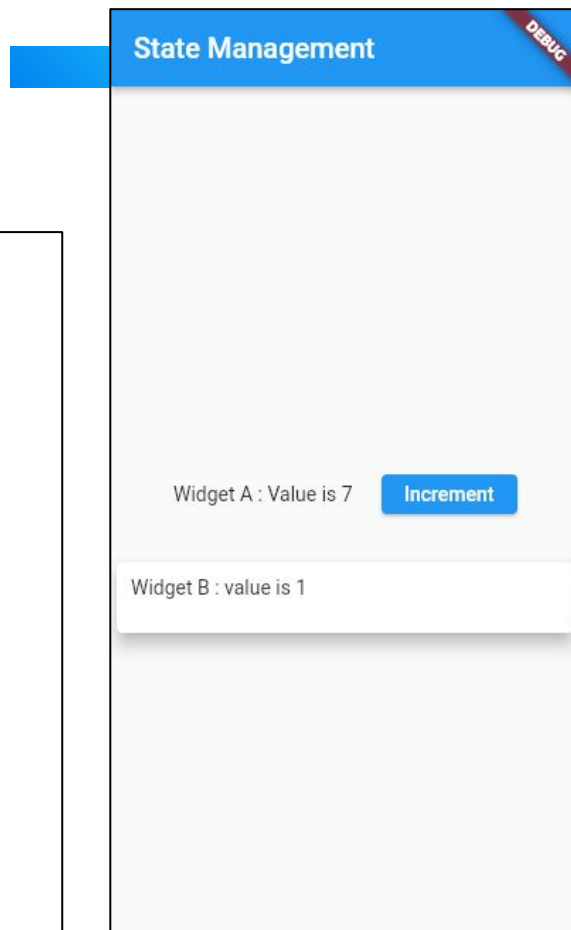 State Management
DEBUG
Widget A : Value is 7
Increment
Widget B : value is 1